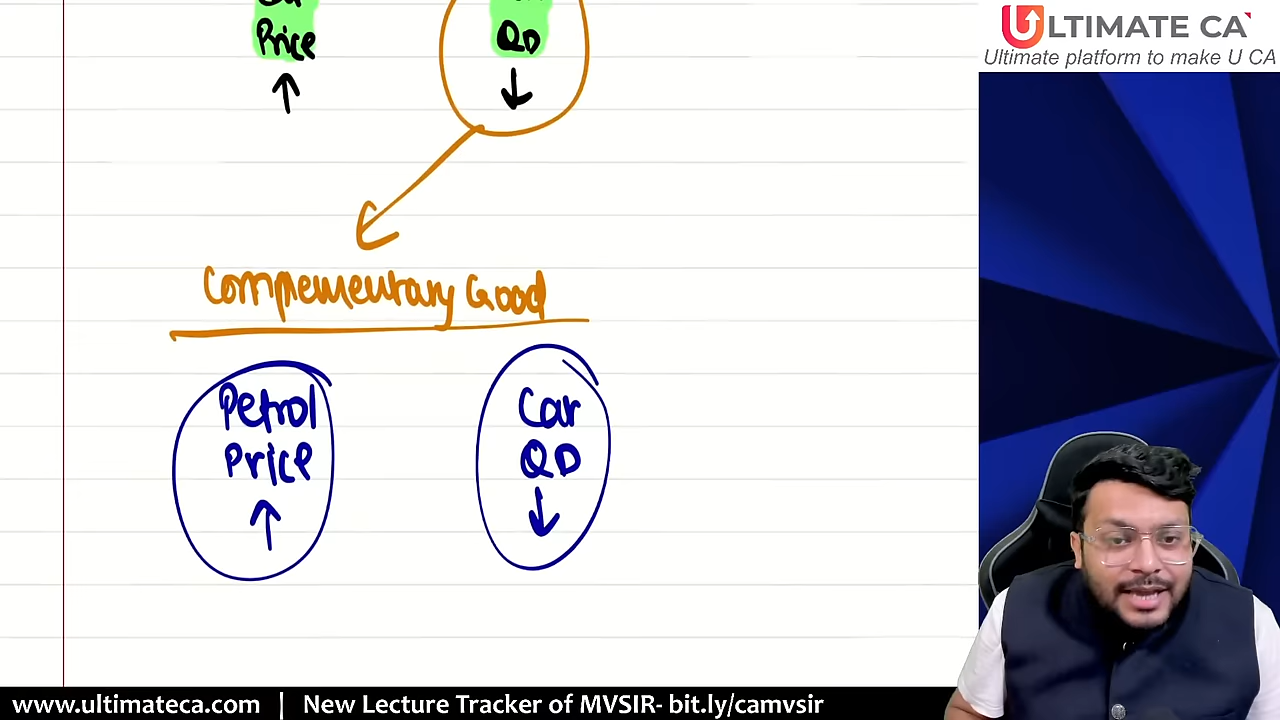 Price
QD
↑
↓
Compementary Good
Petrol
Price
↑
Car
QD
↓
ULTIMATE CA
Ultimate platform to make U CA
www.ultimateca.com | New Lecture Tracker of MVSIR- bit.ly/camvsir